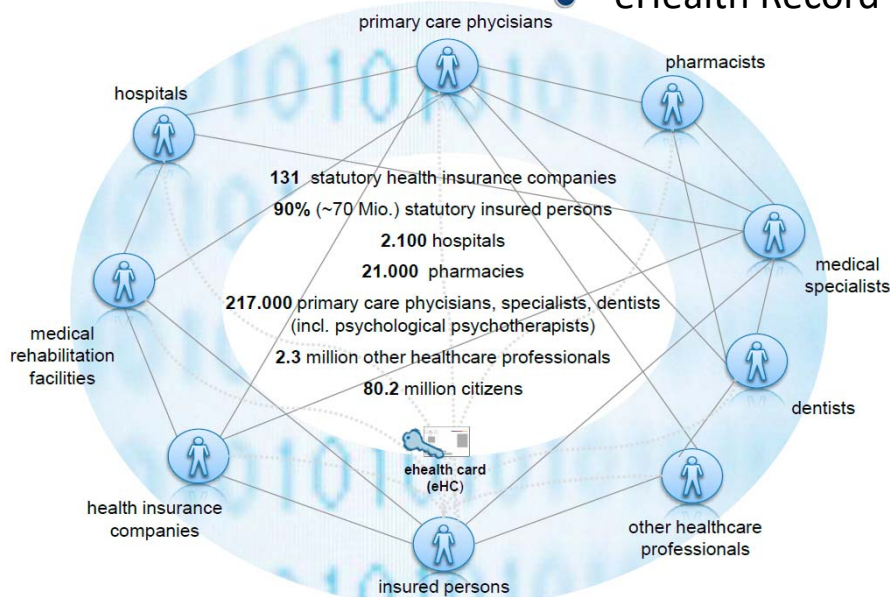 eHealth Record
primary care phycisians
pharmacists
hospitals
131 statutory health insurance companies
90% (~70 Mio.) statutory insured persons
2.100 hospitals
21.000 pharmacies
217.000 primary care phycisians, specialists, dentists
(incl. psychological psychotherapists)
2.3 million other healthcare professionals
80.2 million citizens
medical
specialists
medical
rehabilitation
facilities
dentists
ehealth card
(eHC)
health insurance
companies
other healthcare
professionals
insured persons